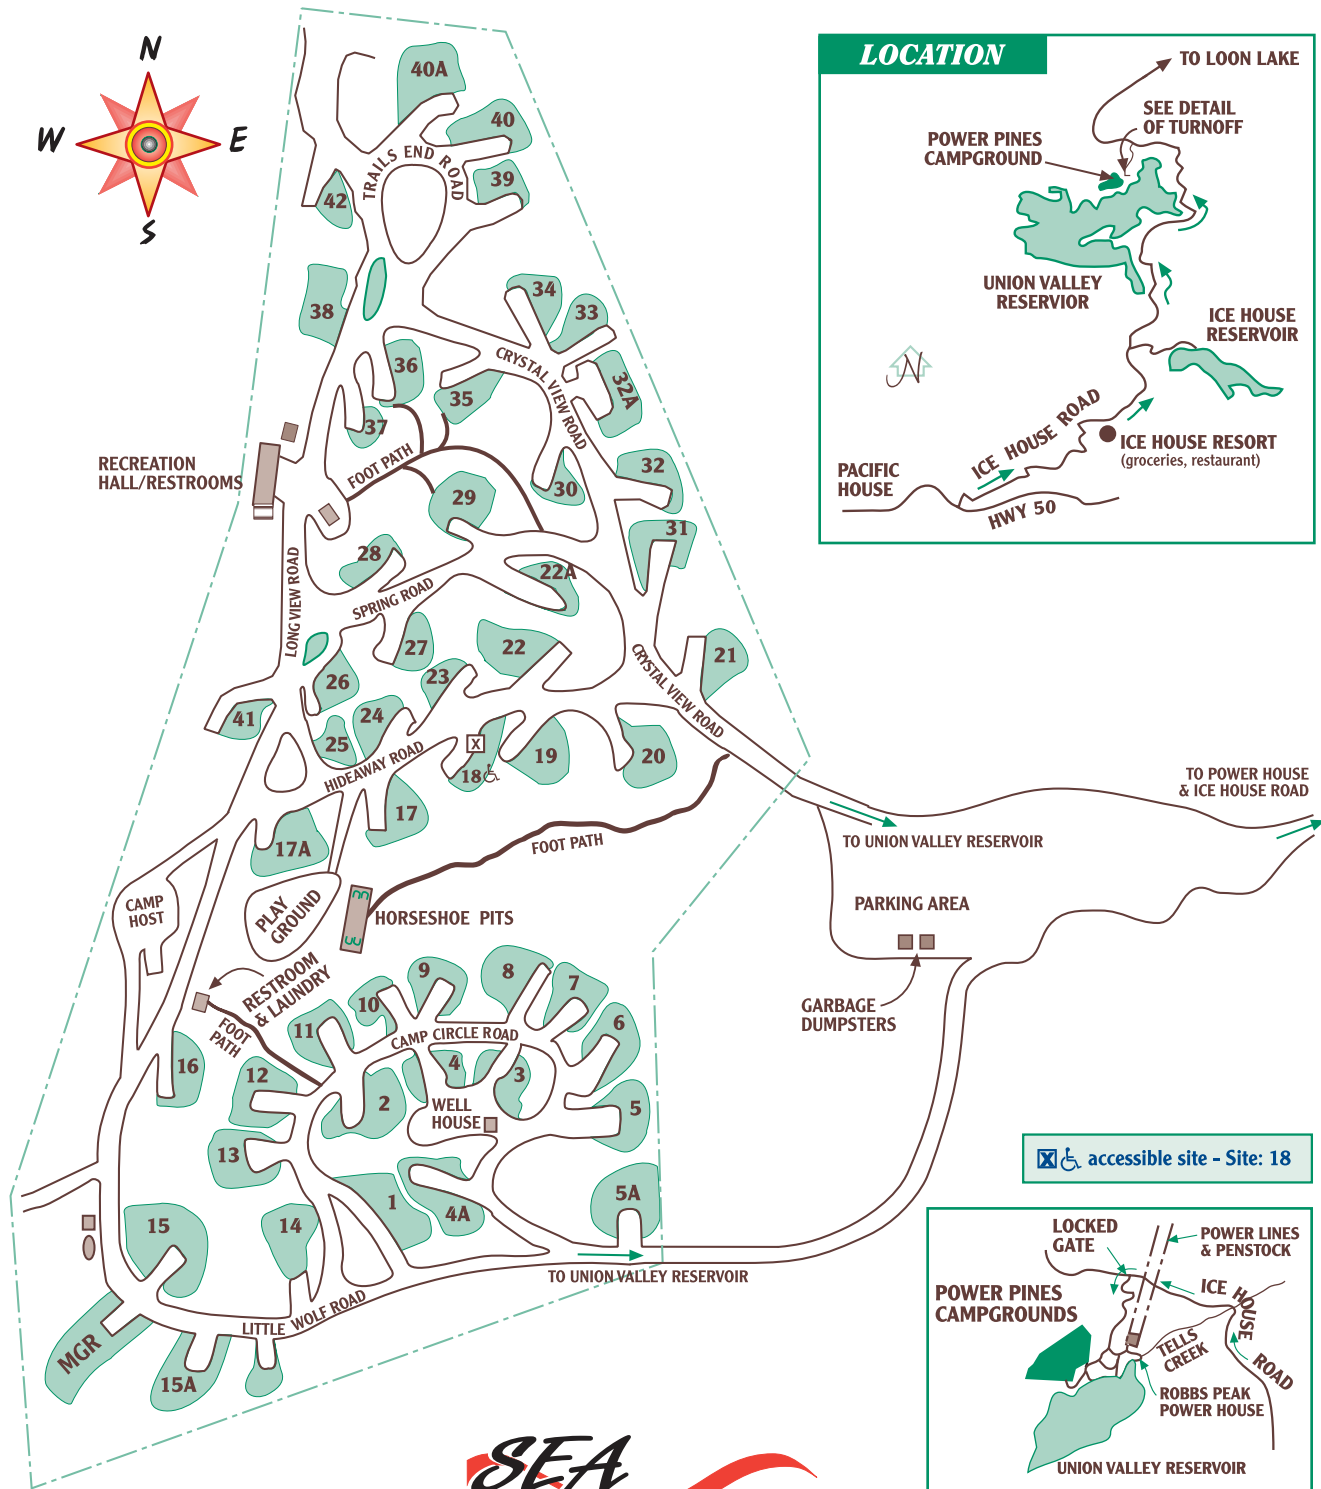 N
W
E
S
LOCATION
TO LOON LAKE
SEE DETAIL
OF TURNOFF
POWER PINES
CAMPGROUND
UNION VALLEY
RESERVIOR
ICE HOUSE
RESERVOIR
N
ICE HOUSE ROAD
ICE HOUSE RESORT
(groceries, restaurant)
PACIFIC
HOUSE
HWY 50
40A
40
TRAILS END ROAD
39
42
38
34
33
CRYSTAL VIEW ROAD
36
35
32A
37
FOOT PATH
RECREATION
HALL/RESTROOMS
32
30
29
31
28
22A
SPRING ROAD
LONG VIEW ROAD
27
22
21
23
26
CRYSTAL VIEW ROAD
24
41
25
HIDEAWAY ROAD
X
18
19
20
17
17A
FOOT PATH
TO POWER HOUSE
& ICE HOUSE ROAD
TO UNION VALLEY RESERVOIR
PARKING AREA
GARBAGE
DUMPSTERS
CAMP
HOST
PLAY
GROUND
HORSESHOE PITS
RESTROOM
& LAUNDRY
FOOT
PATH
9
8
7
10
11
6
CAMP CIRCLE ROAD
16
12
4
3
2
WELL
HOUSE
5
13
5A
1
4A
15
14
TO UNION VALLEY RESERVOIR
LITTLE WOLF ROAD
MGR
15A
X accessible site - Site: 18
LOCKED
GATE
POWER LINES
& PENSTOCK
POWER PINES
CAMPGROUNDS
ICE HOUSE ROAD
TELLS
CREEK
ROBBS PEAK
POWER HOUSE
UNION VALLEY RESERVOIR
SEA